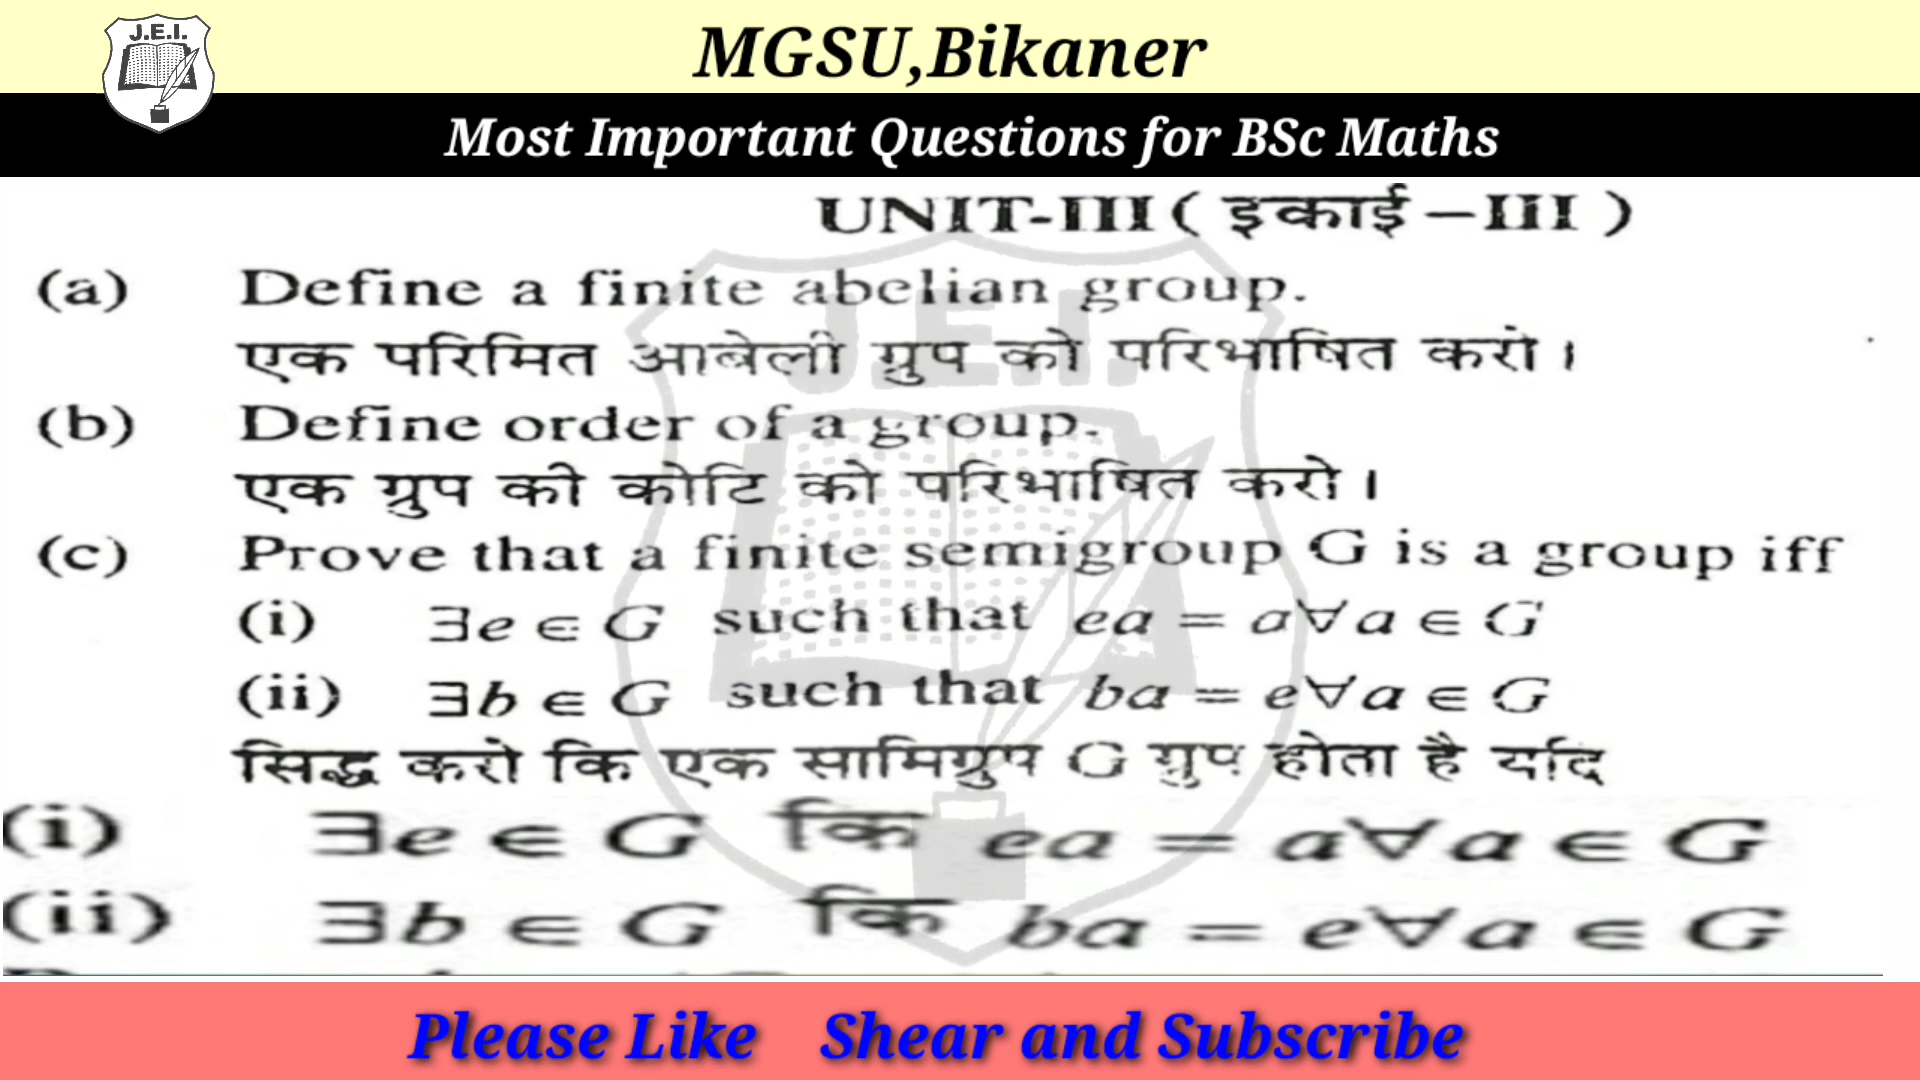 J.E.I.
MGSU,Bikaner
Most Important Questions for BSc Maths
UNIT-III ( इकाई –III )
(a) Define a finite abelian group.
एक परिमित आबेली ग्रुप को परिभाषित करो।
(b) Define order of a group.
एक ग्रुप की कोटि को परिभाषित करो।
(c) Prove that a finite semigroup G is a group iff
(i) ∃e ∈ G such that ea = a∀a ∈ G
(ii) ∃b ∈ G such that ba = e∀a ∈ G
सिद्ध करो कि एक सामिग्रुप G ग्रुप होता है यदि
(i) ∃e ∈ G कि ea = a∀a ∈ G
(ii) ∃b ∈ G कि ba = e∀a ∈ G
J.E.I.
Please Like Shear and Subscribe